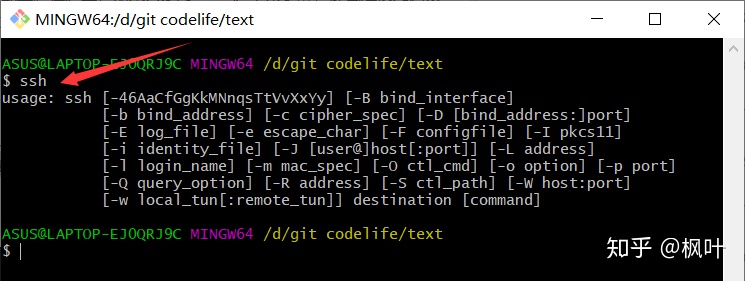 MINGW64:/d/git codelife/text
ASUS@LAPTOP-EJOQRJ9C MINGW64 /d/git codelife/text
$ ssh
usage: ssh [-46AaCfGgKkMNnqsTtVvXxYy] [-B bind_interface]
           [-b bind_address] [-c cipher_spec] [-D [bind_address:]port]
           [-E log_file] [-e escape_char] [-F configfile] [-I pkcs11]
           [-i identity_file] [-J [user@]host[:port]] [-L address]
           [-l login_name] [-m mac_spec] [-O ctl_cmd] [-o option] [-p port]
           [-Q query_option] [-R address] [-S ctl_path] [-W host:port]
           [-w local_tun[:remote_tun]] destination [command]
ASUS@LAPTOP-EJOQRJ9C MINGW64 /d/git codelife/text
$
知乎 @枫叶